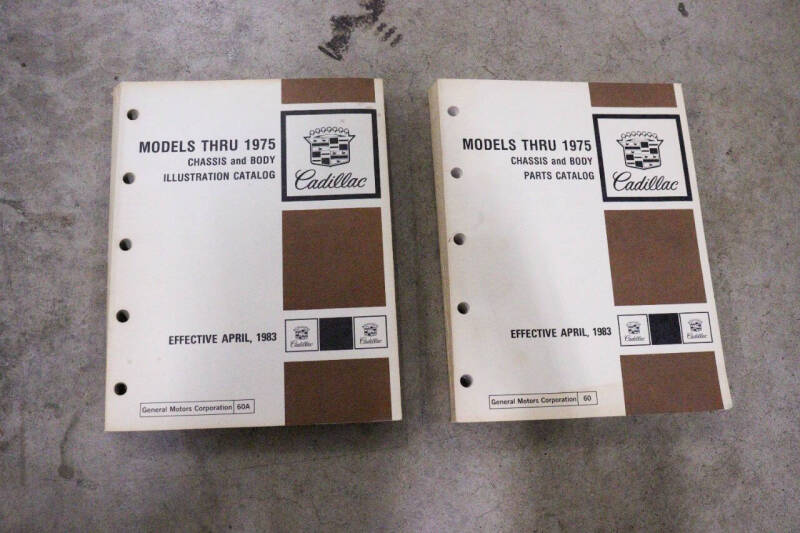 MODELS THRU 1975
CHASSIS and BODY
ILLUSTRATION CATALOG
Cadillac
EFFECTIVE APRIL, 1983
Cadillac
Cadillac
General Motors Corporation 60A
MODELS THRU 1975
CHASSIS and BODY
PARTS CATALOG
Cadillac
EFFECTIVE APRIL, 1983
Cadillac
Cadillac
General Motors Corporation 60